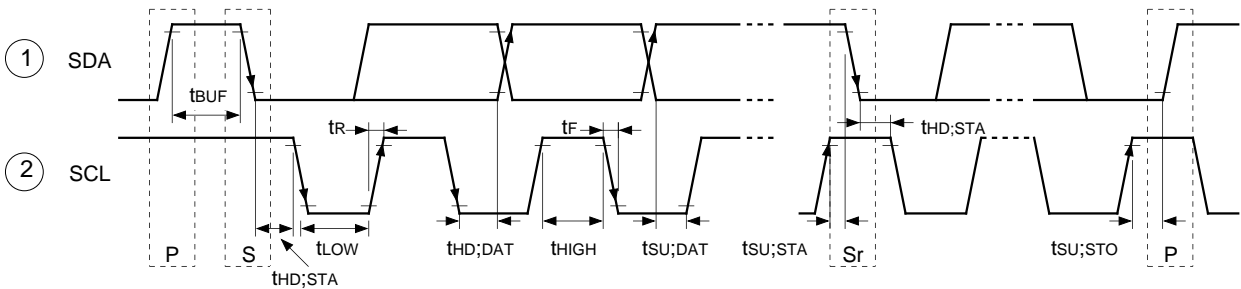 1 SDA
tBUF
tR
tF
tHD;STA
2 SCL
P
S
tLOW
tHD;DAT
tHIGH
tSU;DAT
tSU;STA
Sr
tSU;STO
P
tHD;STA